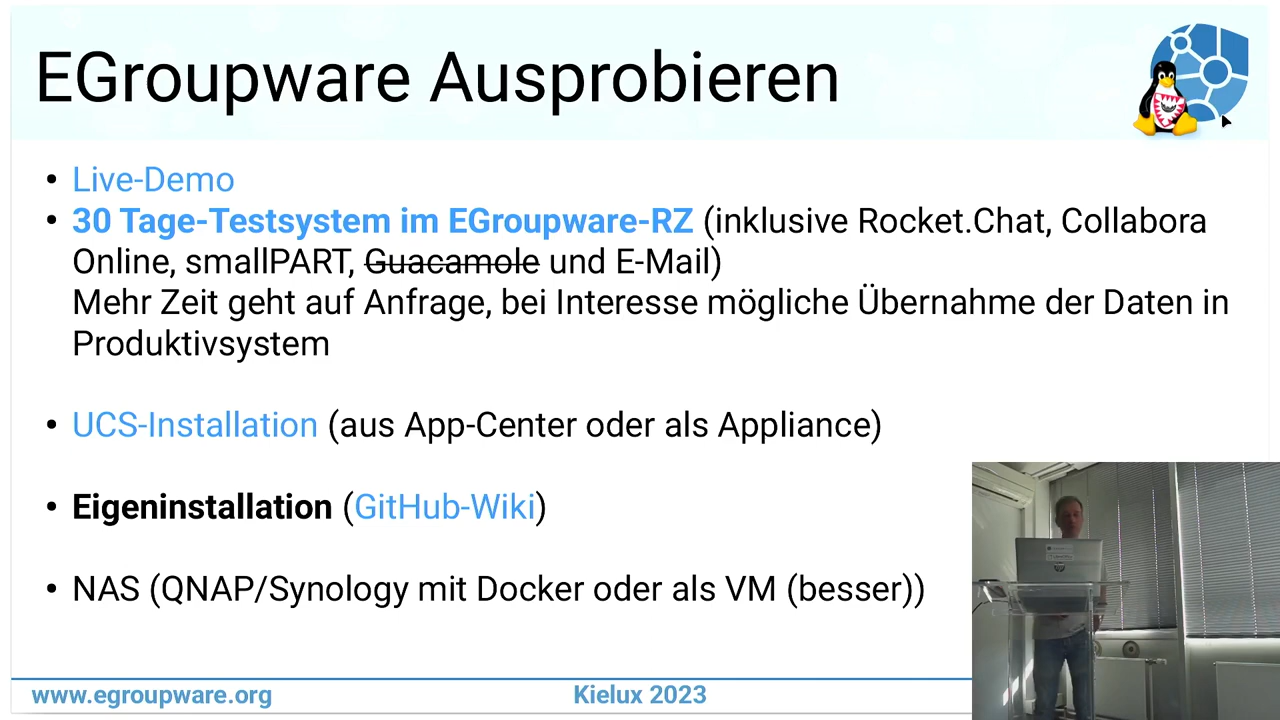 EGroupware Ausprobieren
• Live-Demo
• 30 Tage-Testsystem im EGroupware-RZ (inklusive Rocket.Chat, Collabora
Online, smallPART, Guacamole und E-Mail)
Mehr Zeit geht auf Anfrage, bei Interesse mögliche Übernahme der Daten in
Produktivsystem
• UCS-Installation (aus App-Center oder als Appliance)
• Eigeninstallation (GitHub-Wiki)
• NAS (QNAP/Synology mit Docker oder als VM (besser))
www.egroupware.org
Kielux 2023